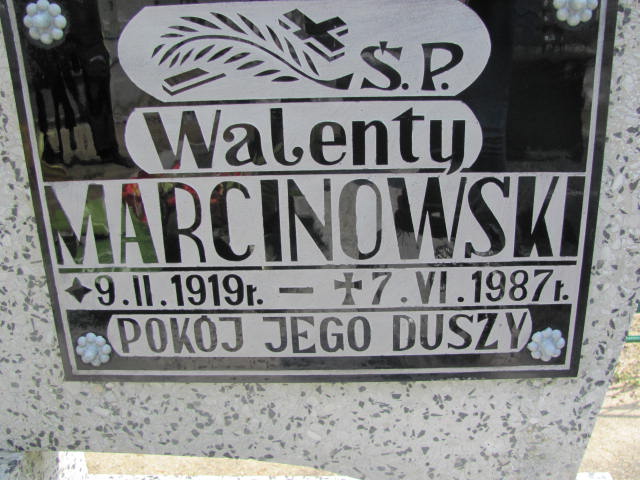 Ś.P.
Walenty
MARCINOWSKI
9.II.1919r. – 7.VI.1987r.
POKÓJ JEGO DUSZY